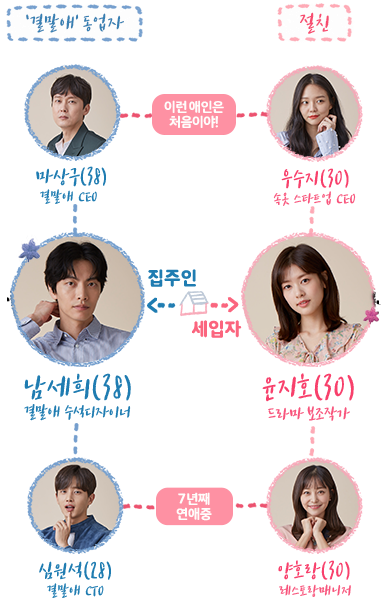 '결말애' 동업자
절친
이런 애인은
처음이야!
마상구(38)
결말애 CEO
우수지(30)
속옷 스타트업 CEO
집주인
세입자
남세희(38)
결말애 수석디자이너
윤지호(30)
드라마 보조작가
7년째
연애중
심원석(28)
결말애 CTO
양호랑(30)
레스토랑매니저